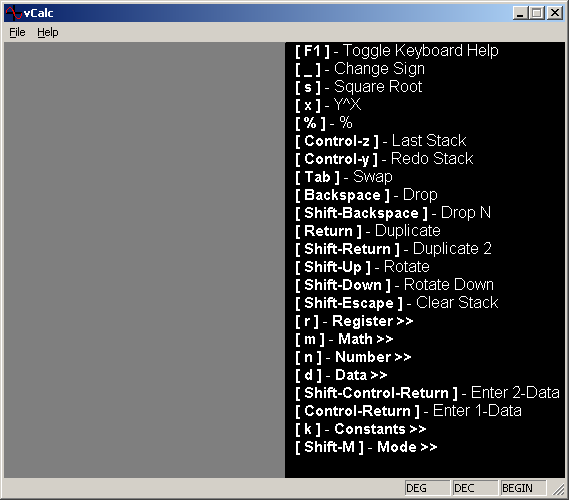 vCalc
File Help
[ F1 ] - Toggle Keyboard Help
[ _ ] - Change Sign
[ s ] - Square Root
[ x ] - Y^X
[ % ] - %
[ Control-z ] - Last Stack
[ Control-y ] - Redo Stack
[ Tab ] - Swap
[ Backspace ] - Drop
[ Shift-Backspace ] - Drop N
[ Return ] - Duplicate
[ Shift-Return ] - Duplicate 2
[ Shift-Up ] - Rotate
[ Shift-Down ] - Rotate Down
[ Shift-Escape ] - Clear Stack
[ r ] - Register >>
[ m ] - Math >>
[ n ] - Number >>
[ d ] - Data >>
[ Shift-Control-Return ] - Enter 2-Data
[ Control-Return ] - Enter 1-Data
[ k ] - Constants >>
[ Shift-M ] - Mode >>
DEG DEC BEGIN